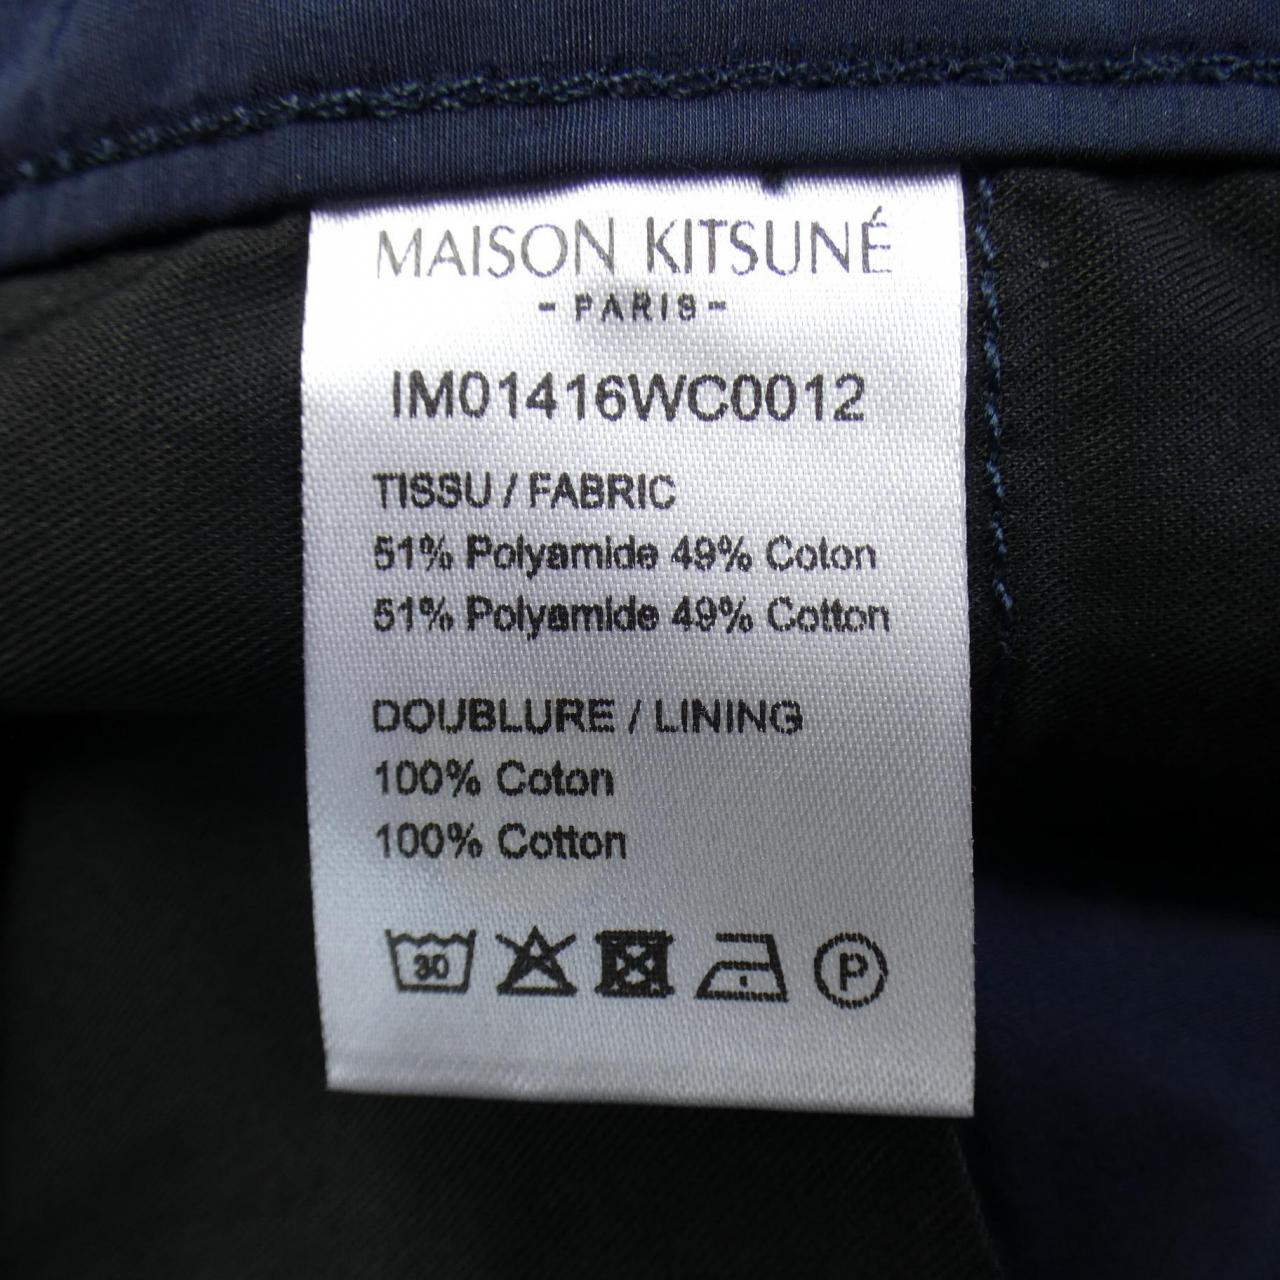 MAISON KITSUNÉ
- PARIS -
IM01416WC0012
TISSU / FABRIC
51% Polyamide 49% Coton
51% Polyamide 49% Cotton
DOUBLURE / LINING
100% Coton
100% Cotton
30 P